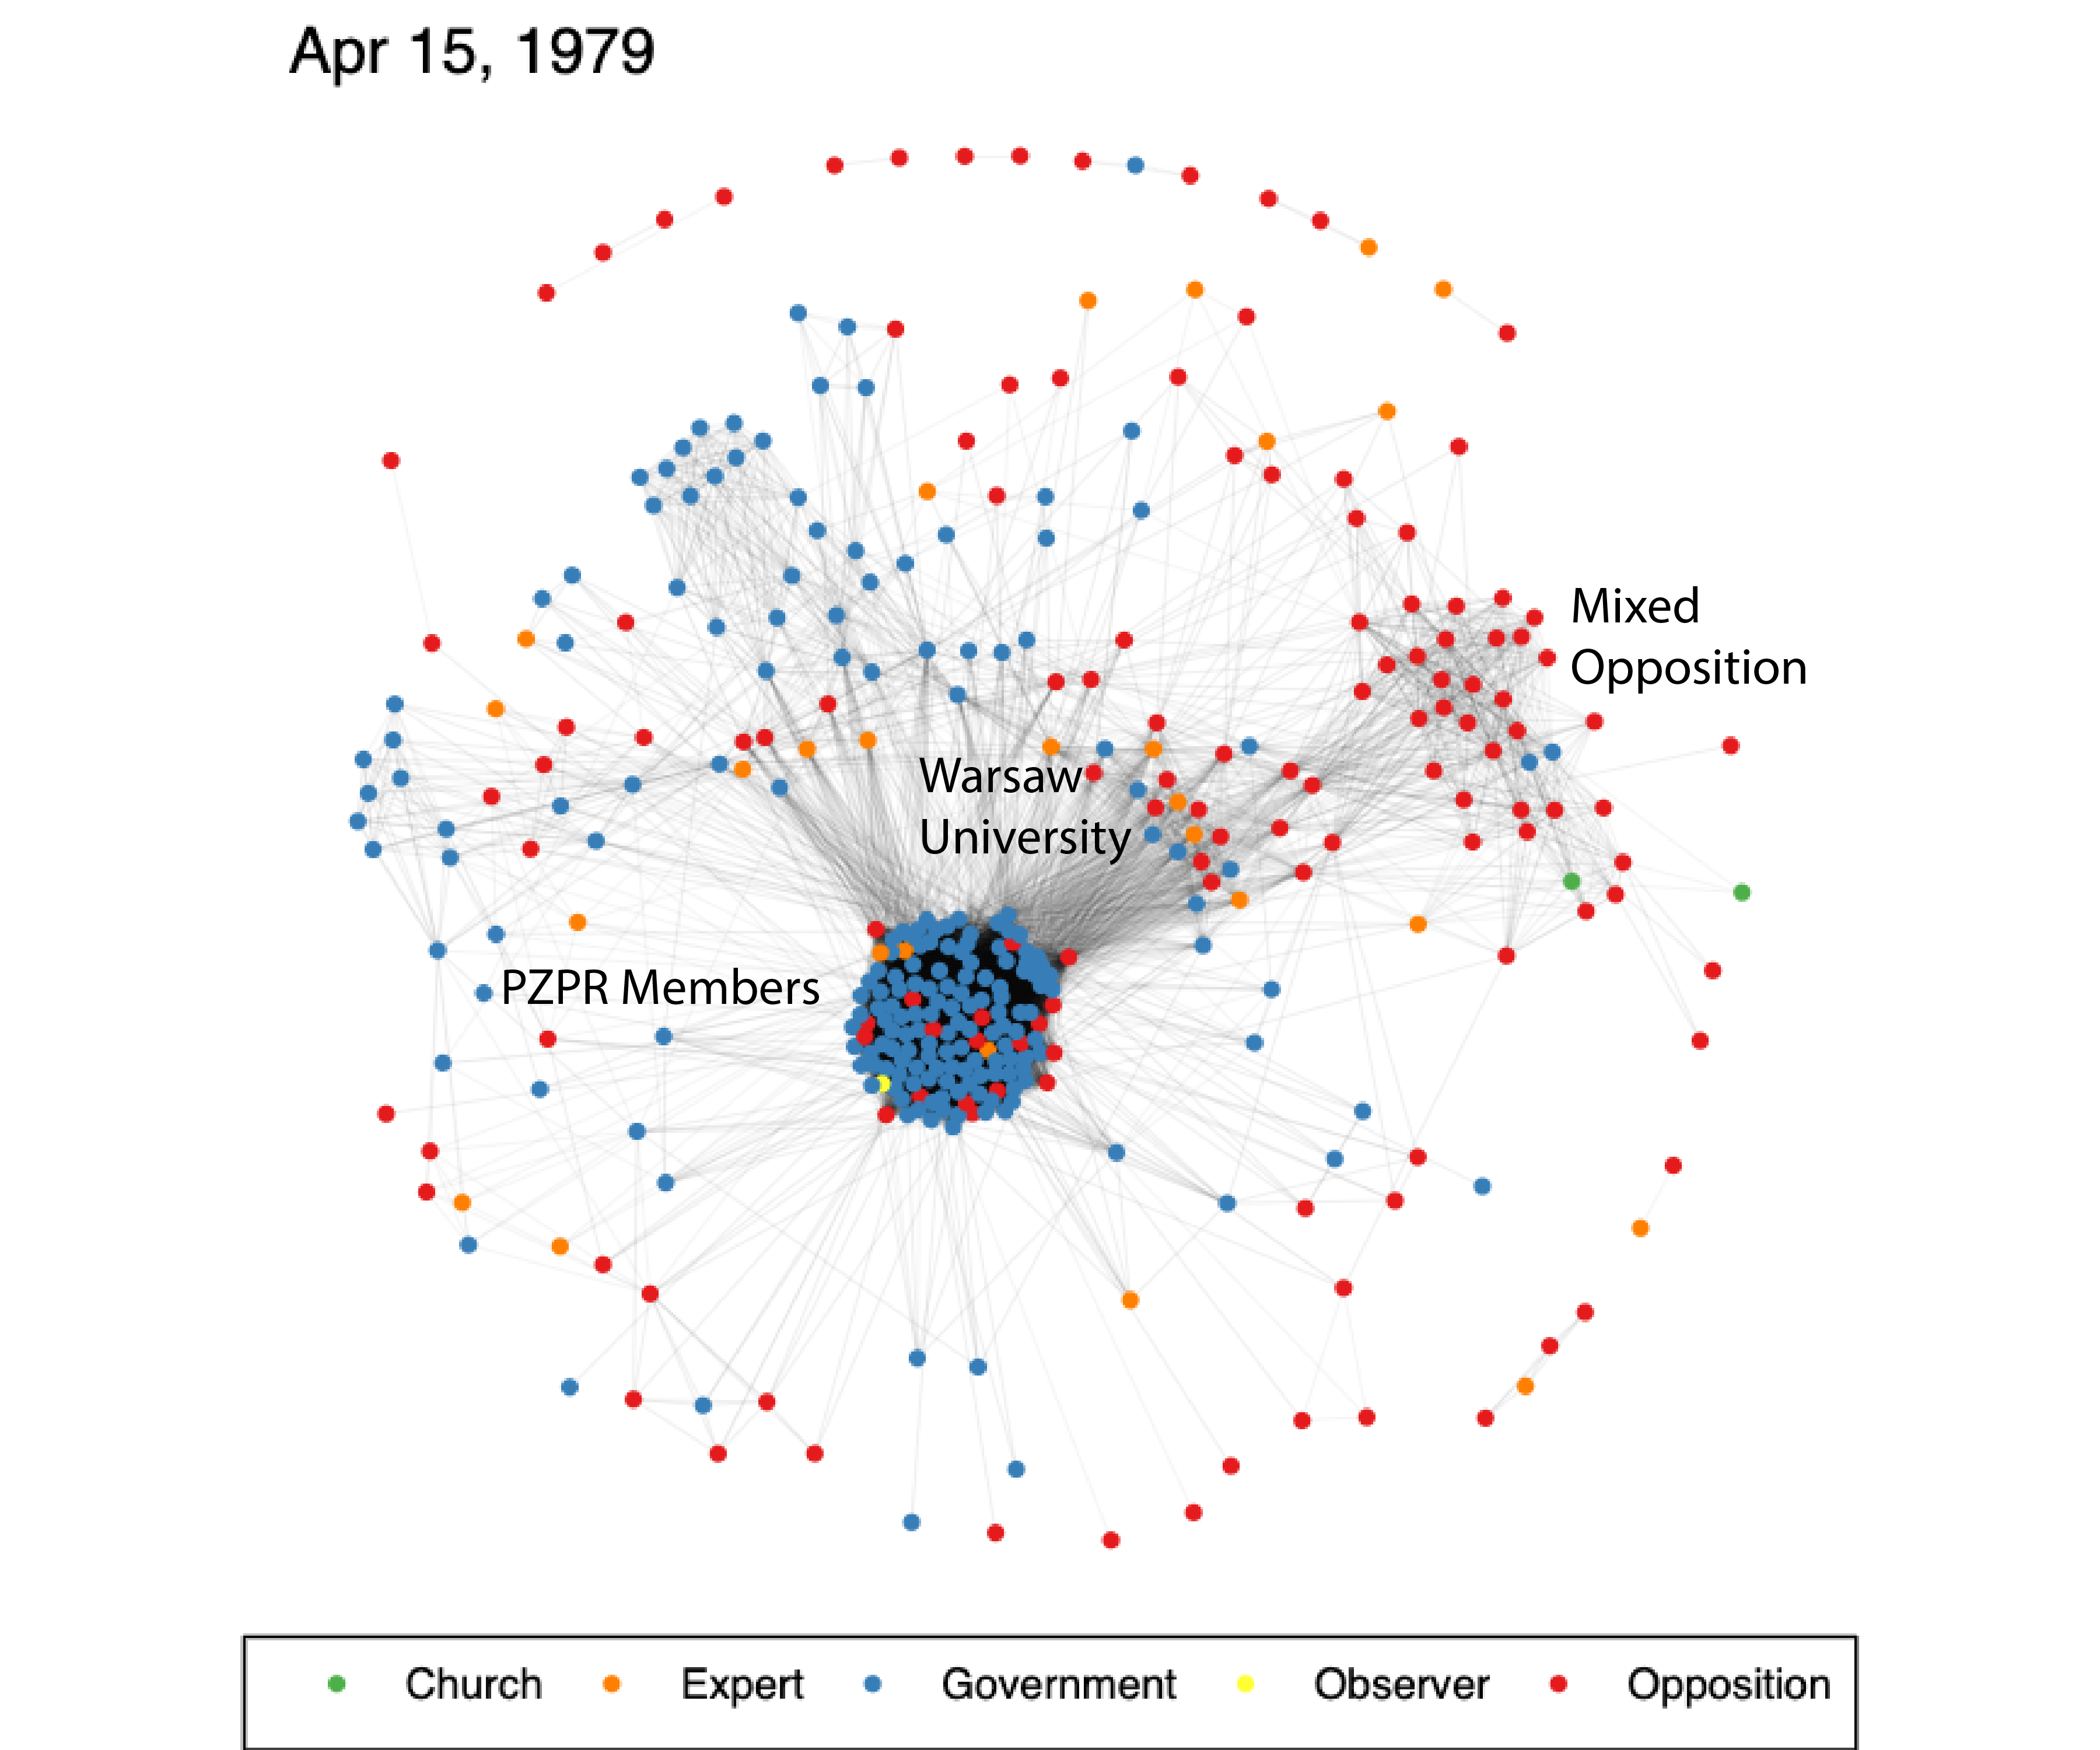 Apr 15, 1979
Mixed
Opposition
Warsaw
University
PZPR Members
Church
Expert
Government
Observer
Opposition